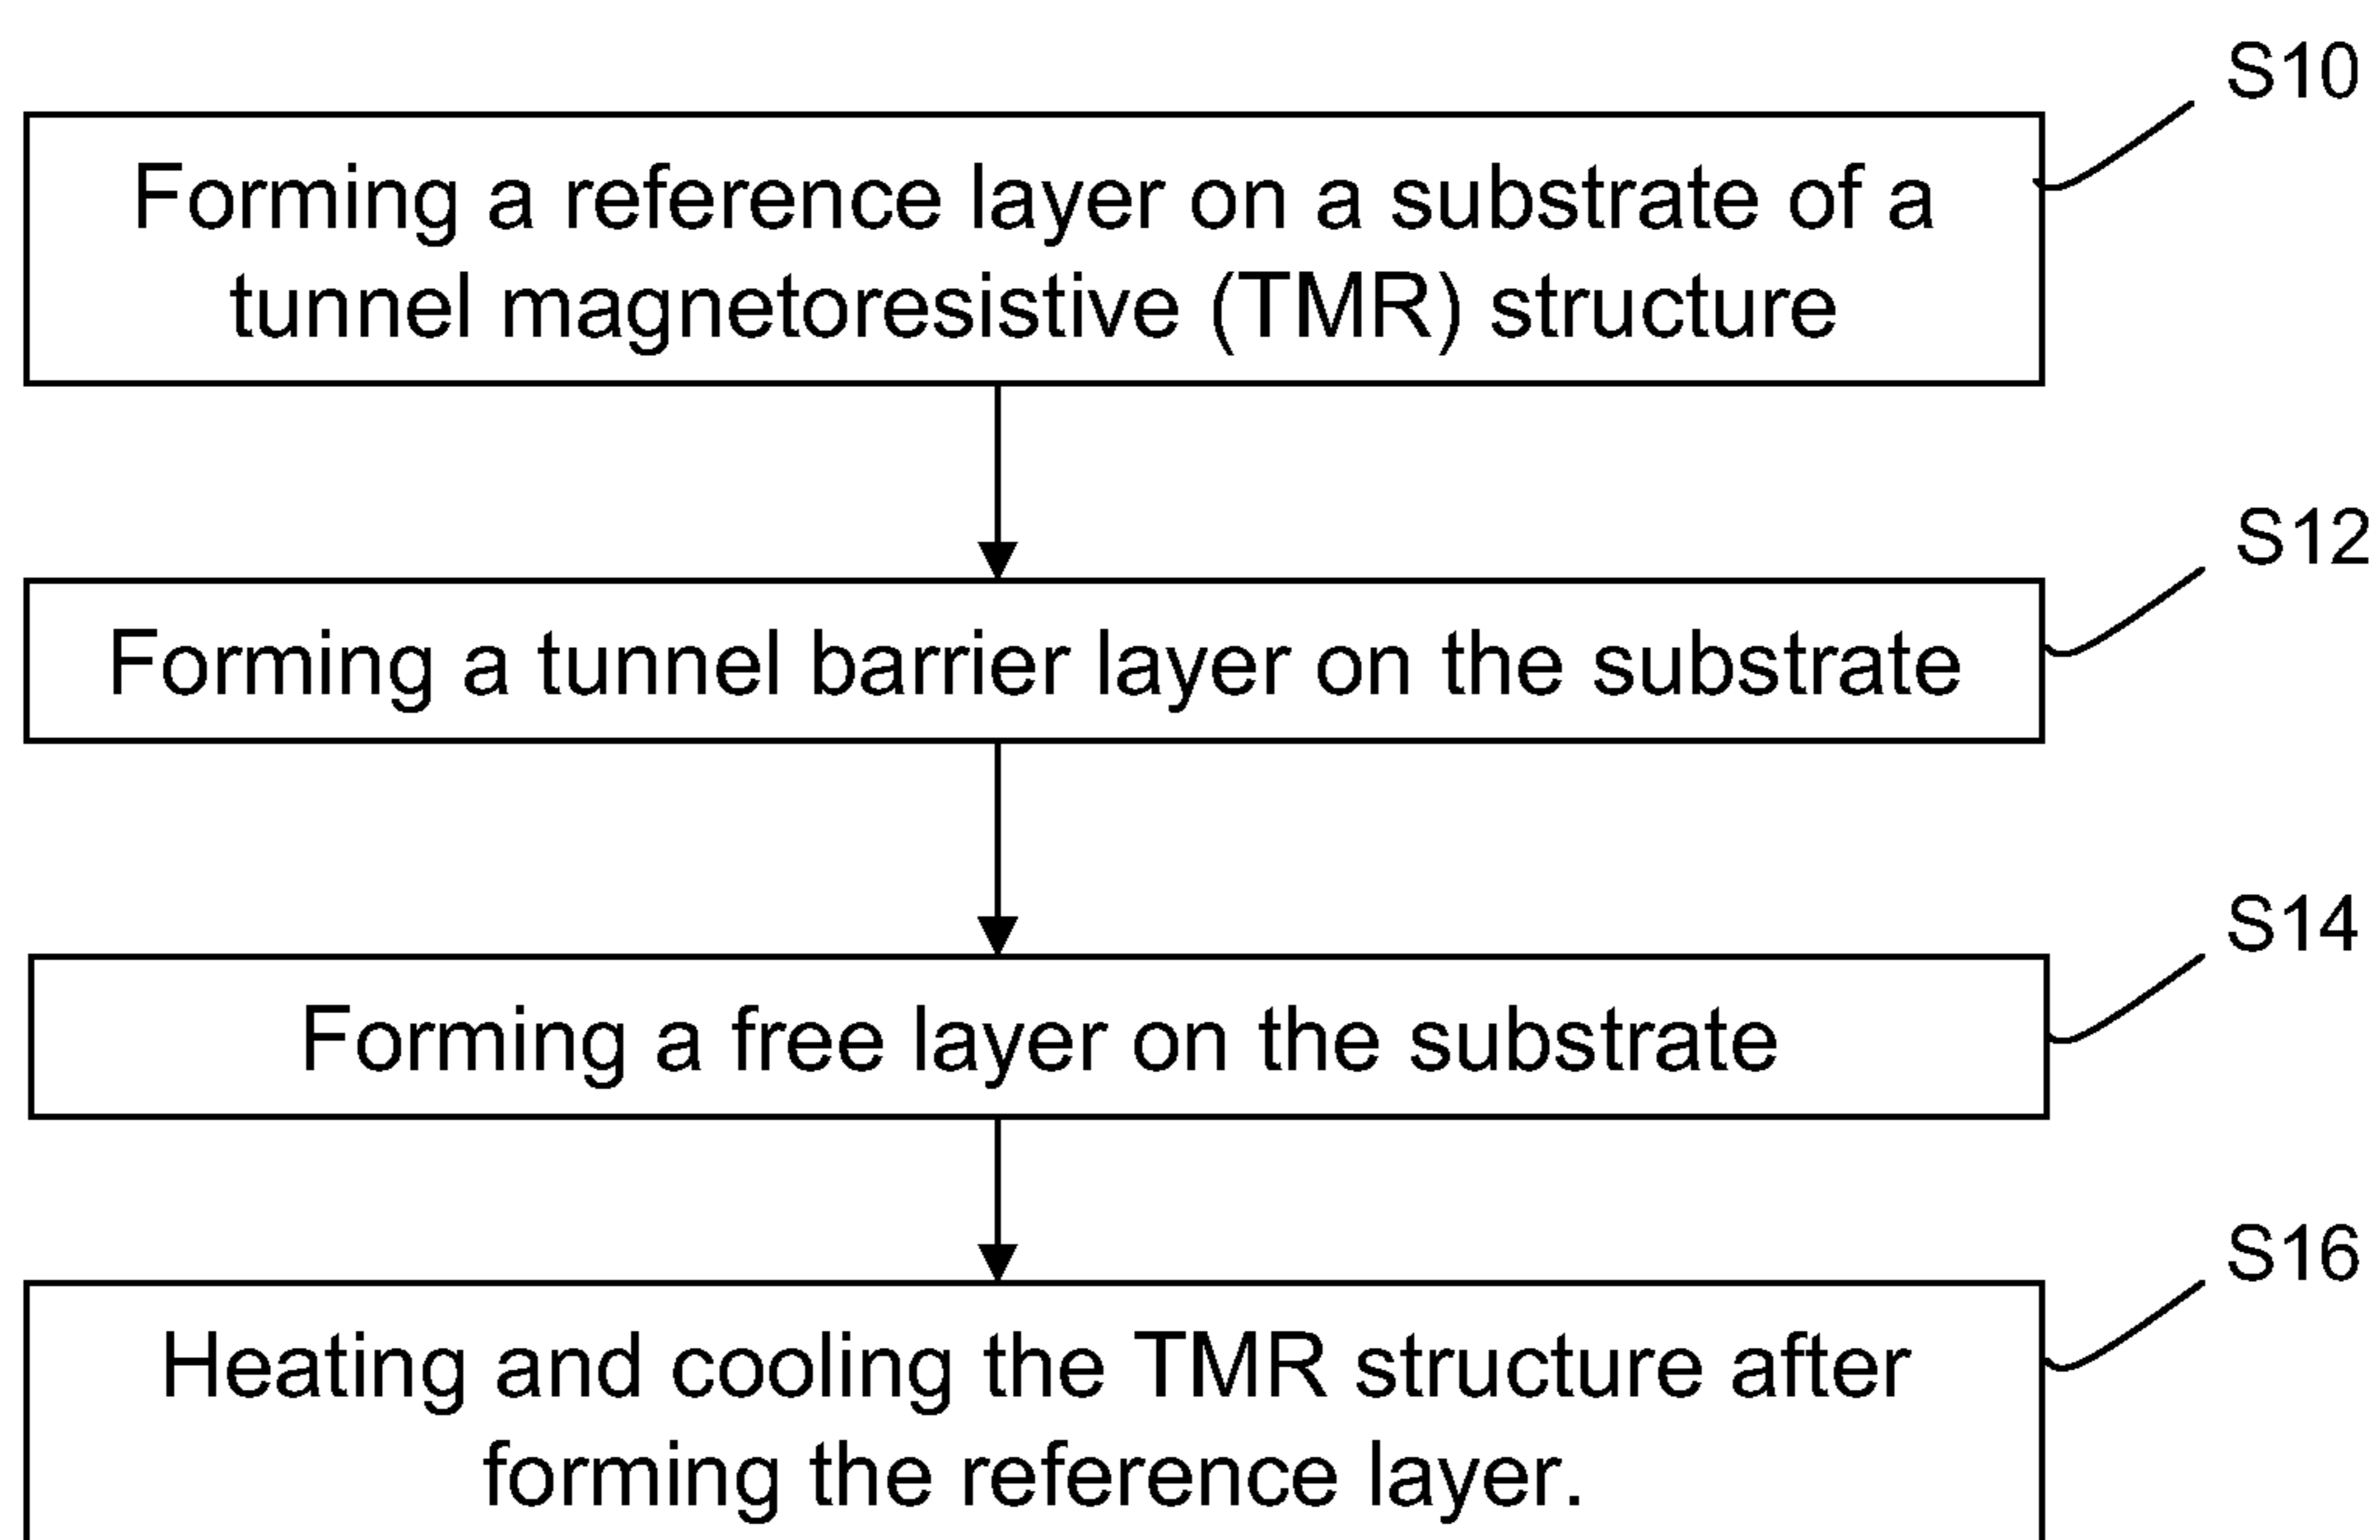 S10
Forming a reference layer on a substrate of a
tunnel magnetoresistive (TMR) structure
S12
Forming a tunnel barrier layer on the substrate
S14
Forming a free layer on the substrate
S16
Heating and cooling the TMR structure after
forming the reference layer.